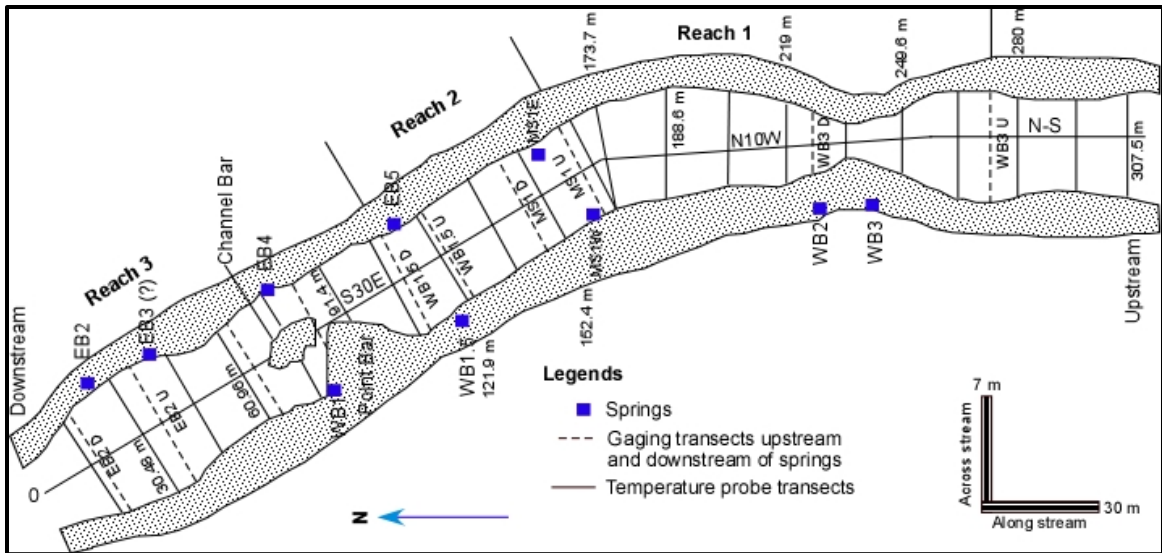 Reach 1
173.7 m
219 m
249.6 m
280 m
Reach 2
MS1E
188.6 m
N10W
WB3 D
WB3 U
N-S
307.5 m
Channel Bar
EB5
MS1 U
MS1 D
WB1.5 U
WB1.5 D
MS1W
WB2
WB3
Upstream
Reach 3
EB4
91.4 m
S30E
152.4 m
EB3 (?)
EB2
Downstream
WB1.5
121.9 m
60.96 m
WB1
Point Bar
EB2 U
EB2 D
30.48 m
0
Legends
Springs
Gaging transects upstream
and downstream of springs
Temperature probe transects
N
7 m
Across stream
30 m
Along stream